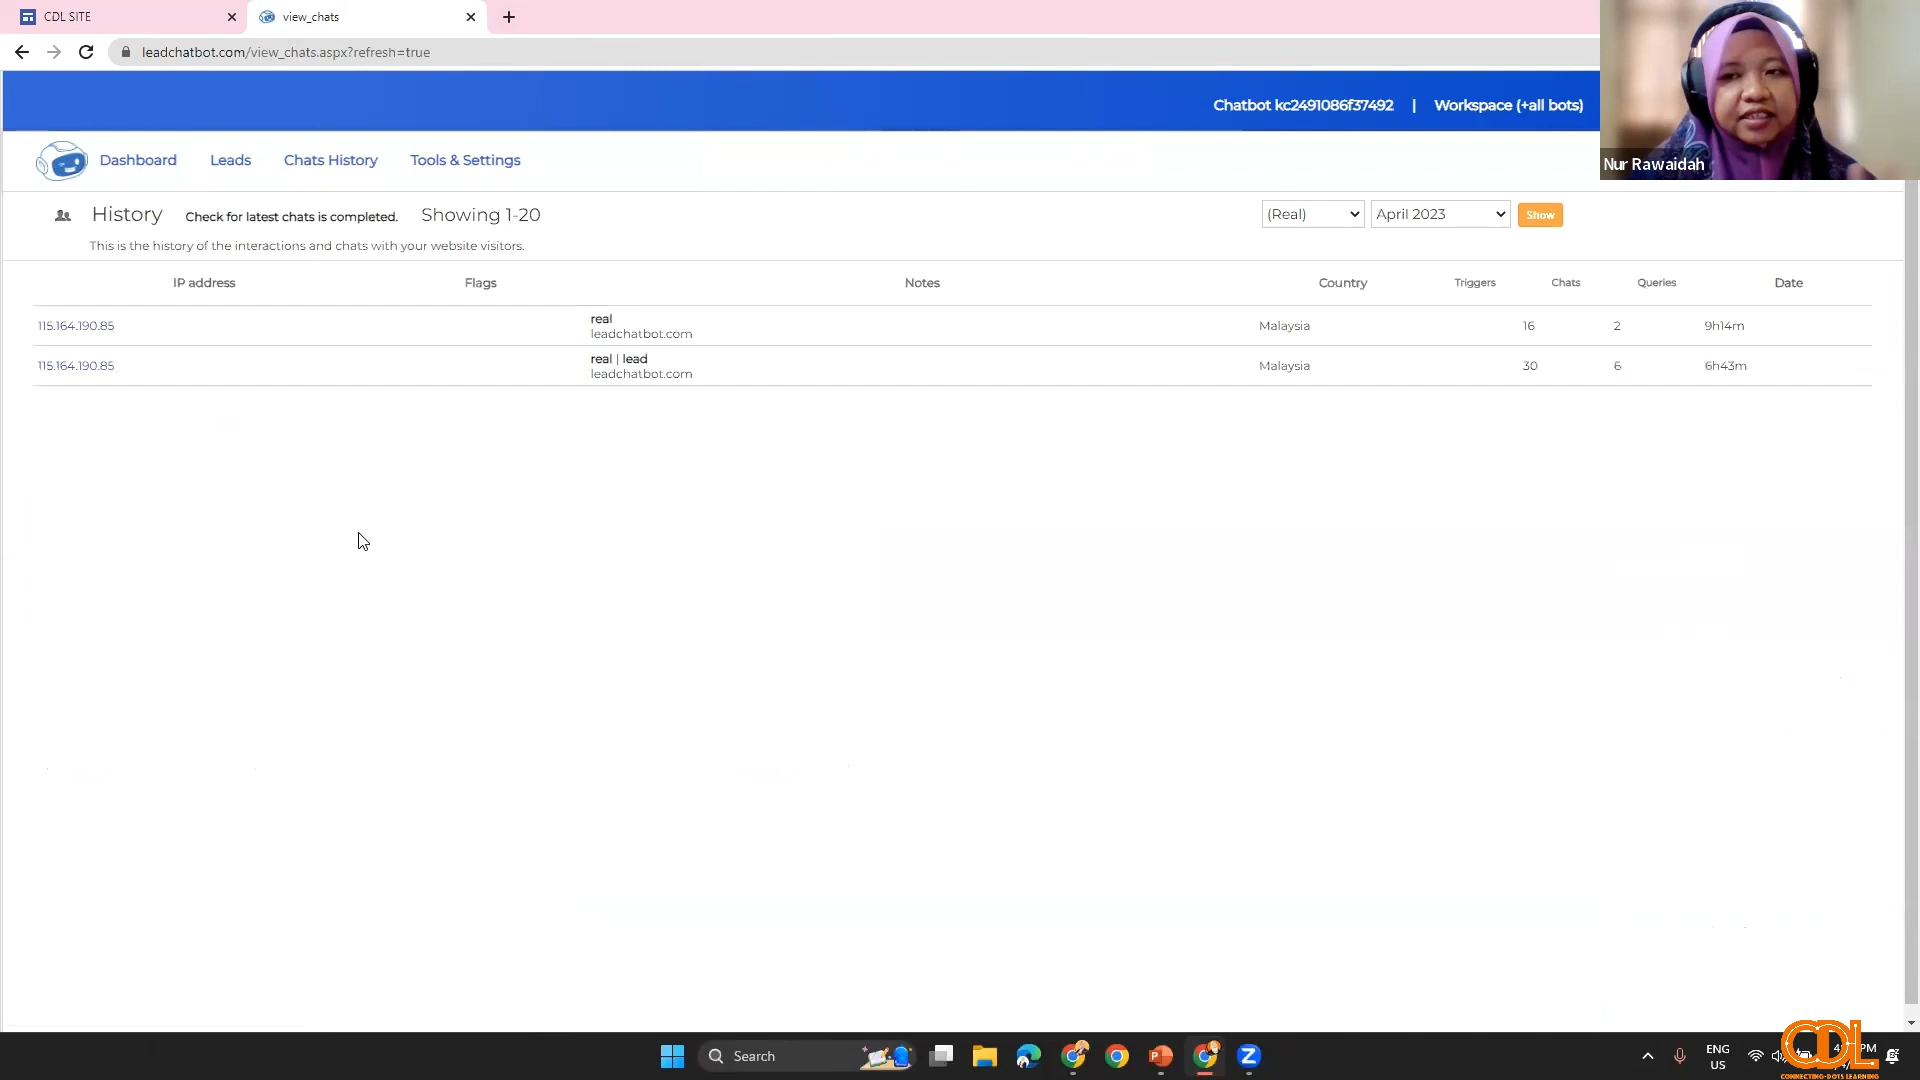 CDL SITE
view_chats
leadchatbot.com/view_chats.aspx?refresh=true
Chatbot kc2491086f37492 | Workspace (+all bots)
Nur Rawaidah
Dashboard Leads Chats History Tools & Settings
History Check for latest chats is completed. Showing 1-20 (Real) April 2023 Show
This is the history of the interactions and chats with your website visitors.
IP address Flags Notes Country Triggers Chats Queries Date
115.164.190.85 real Malaysia 16 2 9h14m
leadchatbot.com
115.164.190.85 real | lead Malaysia 30 6 6h43m
leadchatbot.com
Search
ENG
US
PM
CDL
CONNECTING-DOTS LEARNING